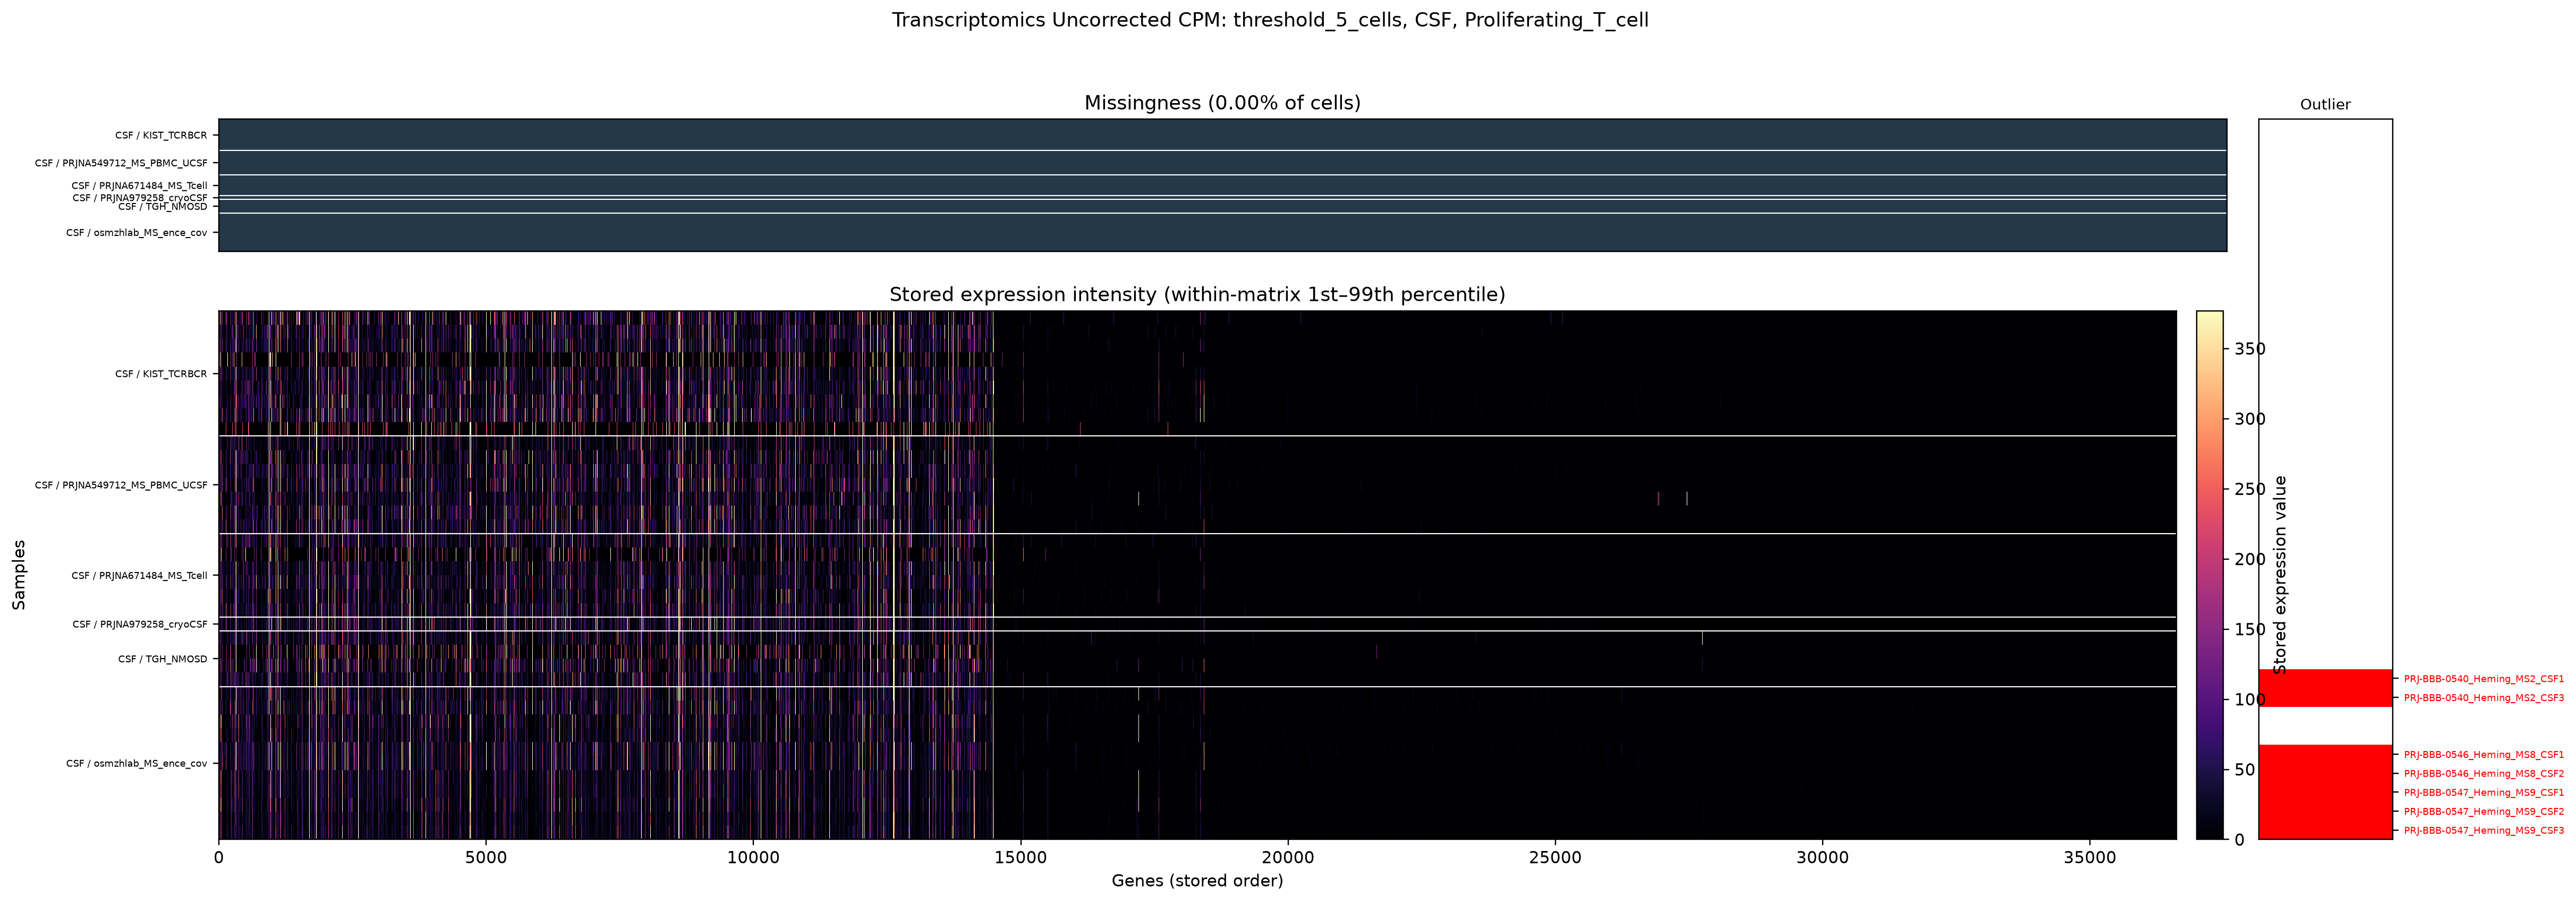 Transcriptomics Uncorrected CPM: threshold_5_cells, CSF, Proliferating_T_cell
Missingness (0.00% of cells)
Outlier
CSF / KIST_TCRBCR
CSF / PRJNA549712_MS_PBMC_UCSF
CSF / PRJNA671484_MS_Tcell
CSF / PRJNA979258_cryoCSF
CSF / TGH_NMOSD
CSF / osmzhlab_MS_ence_cov
Stored expression intensity (within-matrix 1st–99th percentile)
Samples
CSF / KIST_TCRBCR
CSF / PRJNA549712_MS_PBMC_UCSF
CSF / PRJNA671484_MS_Tcell
CSF / PRJNA979258_cryoCSF
CSF / TGH_NMOSD
CSF / osmzhlab_MS_ence_cov
0 5000 10000 15000 20000 25000 30000 35000
Genes (stored order)
350
300
250
200
150
100
50
0
Stored expression value
PRJ-BBB-0540_Heming_MS2_CSF1
PRJ-BBB-0540_Heming_MS2_CSF3
PRJ-BBB-0546_Heming_MS8_CSF1
PRJ-BBB-0546_Heming_MS8_CSF2
PRJ-BBB-0547_Heming_MS9_CSF1
PRJ-BBB-0547_Heming_MS9_CSF2
PRJ-BBB-0547_Heming_MS9_CSF3